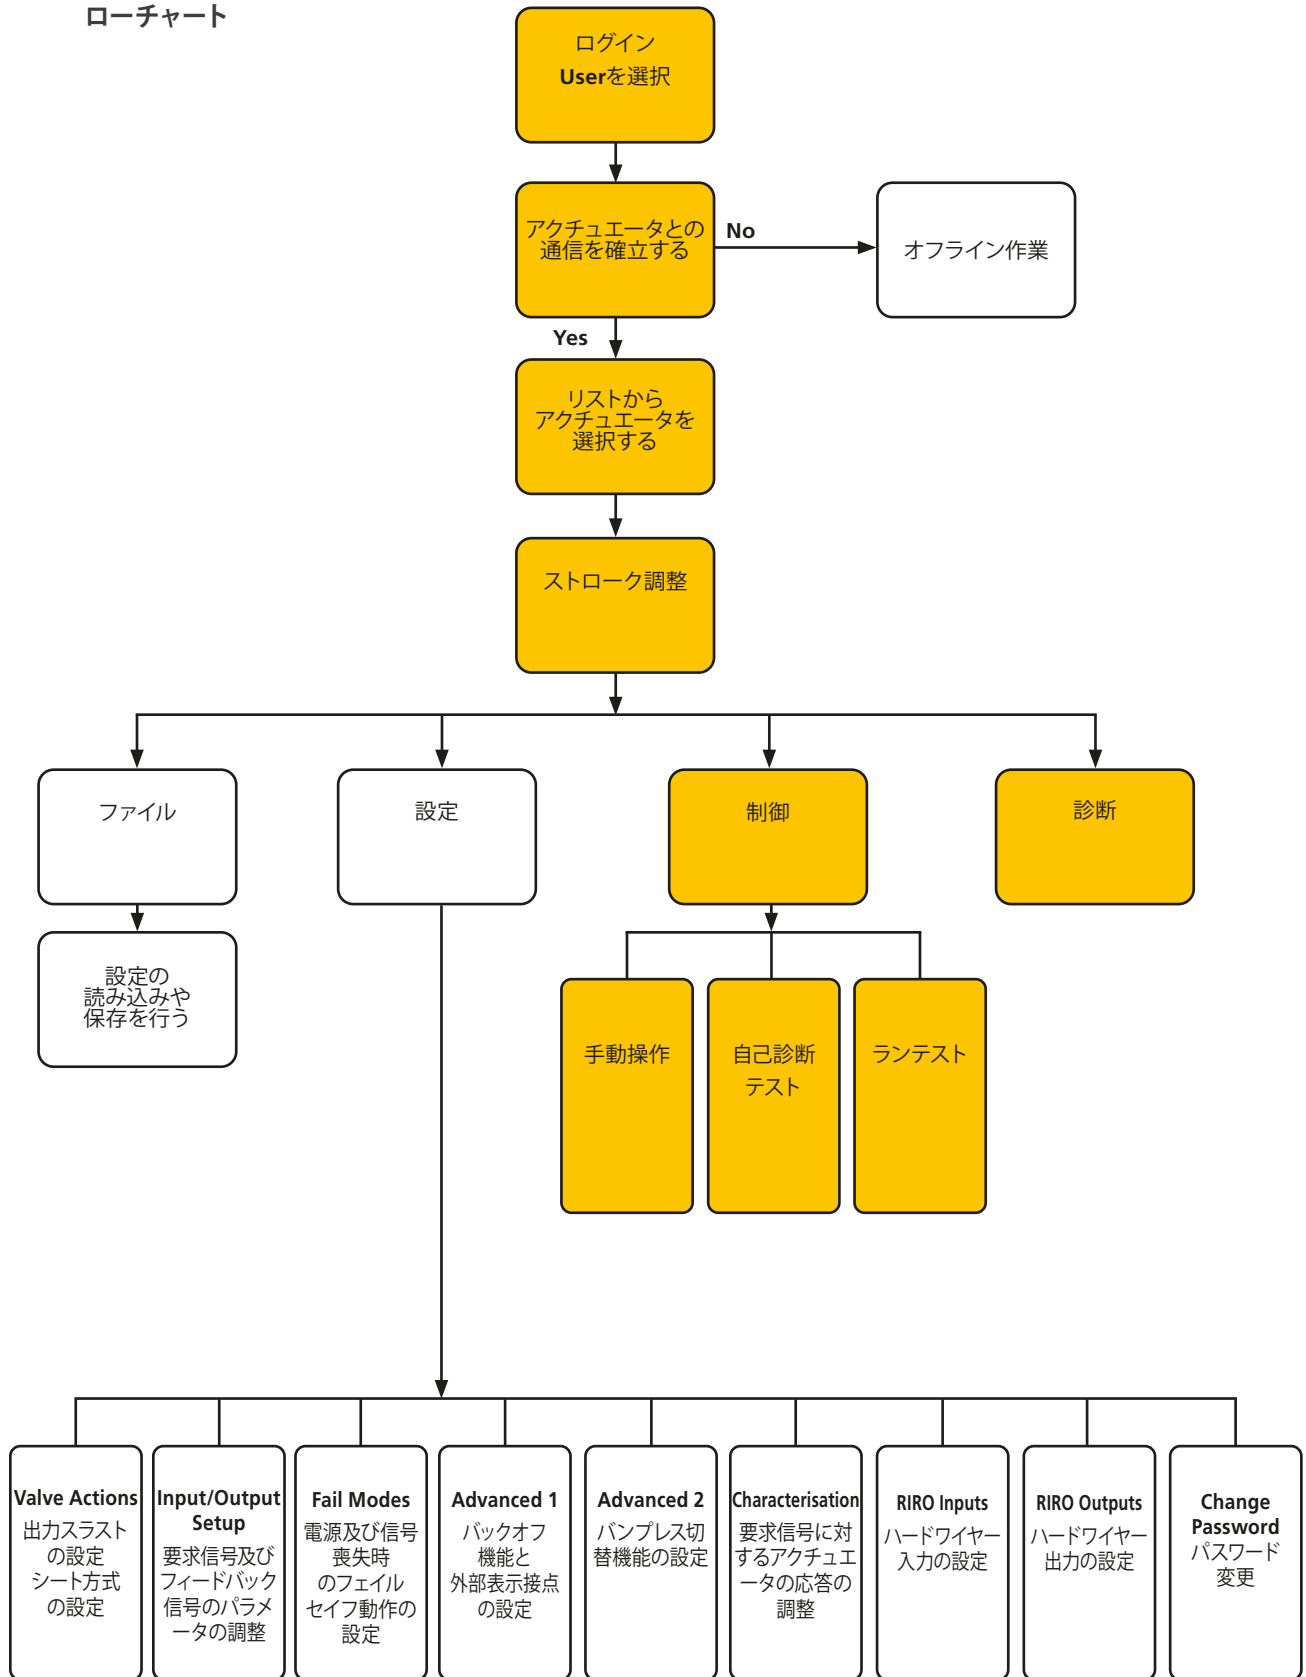 ローチャート
ログイン
Userを選択
アクチュエータとの
通信を確立する
No
オフライン作業
Yes
リストから
アクチュエータを
選択する
ストローク調整
ファイル
設定
制御
診断
設定の
読み込みや
保存を行う
手動操作
自己診断
テスト
ランテスト
Valve Actions
出力スラスト
の設定
シート方式
の設定
Input/Output
Setup
要求信号及び
フィードバック
信号のパラメ
ータの調整
Fail Modes
電源及び信号
喪失時
のフェイル
セイフ動作の
設定
Advanced 1
バックオフ
機能と
外部表示接点
の設定
Advanced 2
バンプレス切
替機能の設定
Characterisation
要求信号に対
するアクチュエ
ータの応答の
調整
RIRO Inputs
ハードワイヤー
入力の設定
RIRO Outputs
ハードワイヤー
出力の設定
Change
Password
パスワード
変更